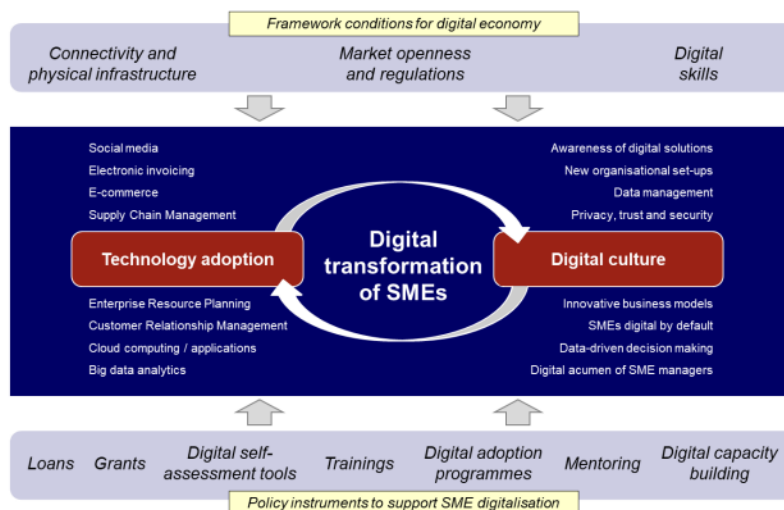 Framework conditions for digital economy
Connectivity and
physical infrastructure
Market openness
and regulations
Digital
skills
Social media
Electronic invoicing
E-commerce
Supply Chain Management
Technology adoption
Enterprise Resource Planning
Customer Relationship Management
Cloud computing / applications
Big data analytics
Digital
transformation
of SMEs
Awareness of digital solutions
New organisational set-ups
Data management
Privacy, trust and security
Digital culture
Innovative business models
SMEs digital by default
Data-driven decision making
Digital acumen of SME managers
Loans
Grants
Digital self-
assessment tools
Trainings
Digital adoption
programmes
Mentoring
Digital capacity
building
Policy instruments to support SME digitalisation